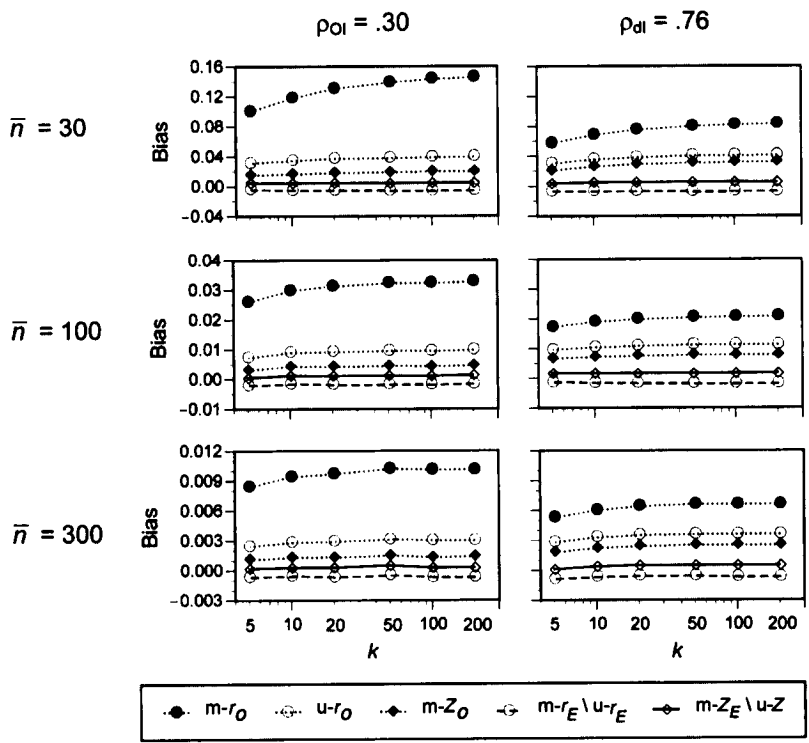 ρOI = .30
ρdI = .76
n̅ = 30
Bias
0.16
0.12
0.08
0.04
0.00
−0.04
n̅ = 100
Bias
0.04
0.03
0.02
0.01
0.00
−0.01
n̅ = 300
Bias
0.012
0.009
0.006
0.003
0.000
−0.003
5 10 20 50 100 200
5 10 20 50 100 200
k
k
m-rO u-rO m-ZO m-rE \ u-rE m-ZE \ u-Z